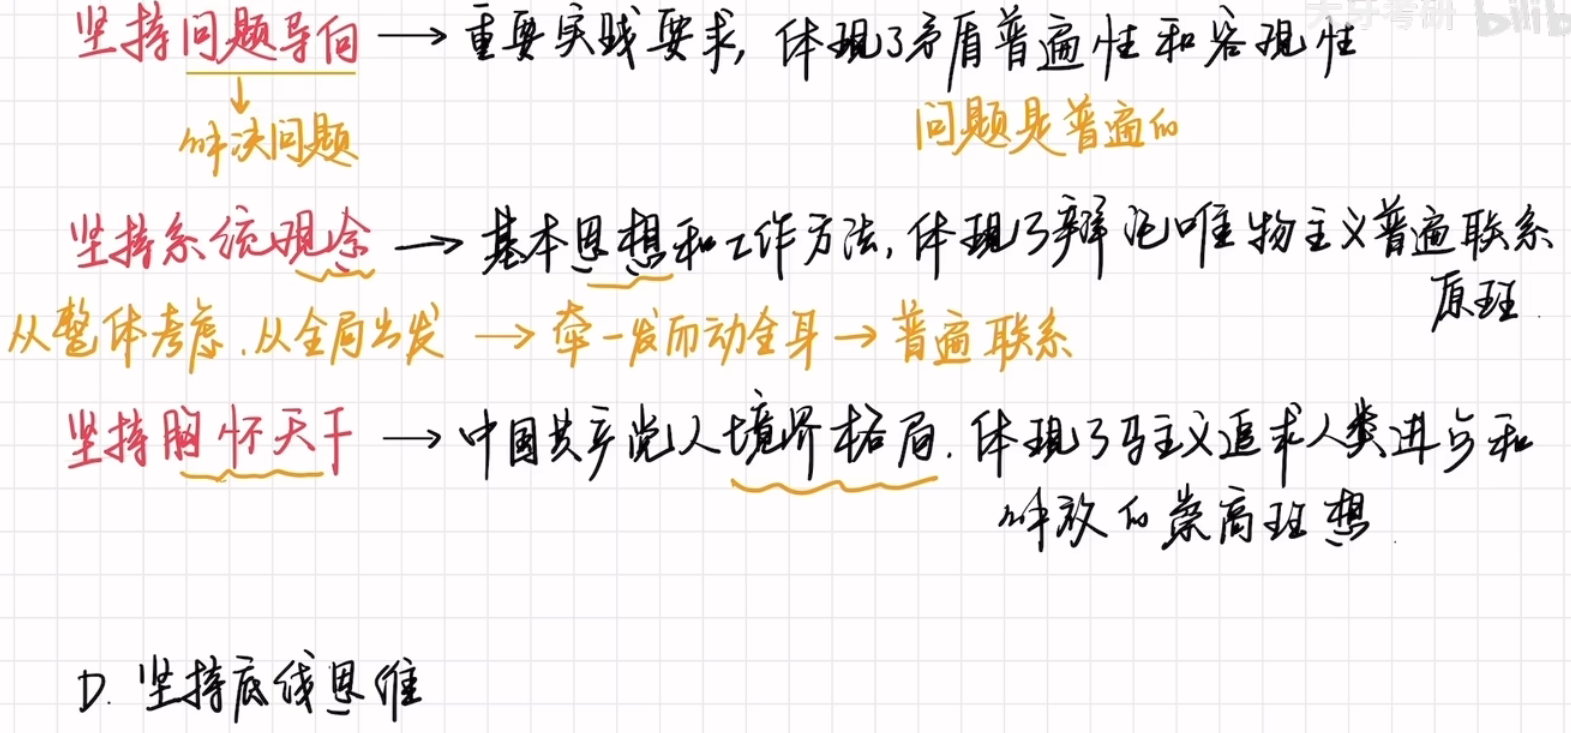 大牙考研 bilib
坚持问题导向 → 重要实践要求, 体现了矛盾普遍性和客观性
解决问题 问题是普遍的
坚持系统观念 → 基本思想和工作方法, 体现了辩证唯物主义普遍联系
原理.
从整体考虑.从全局出发 → 牵一发而动全身 → 普遍联系
坚持胸怀天下 → 中国共产党人境界格局. 体现了马主义追求人类进步和
解放的崇高理想.
D. 坚持底线思维